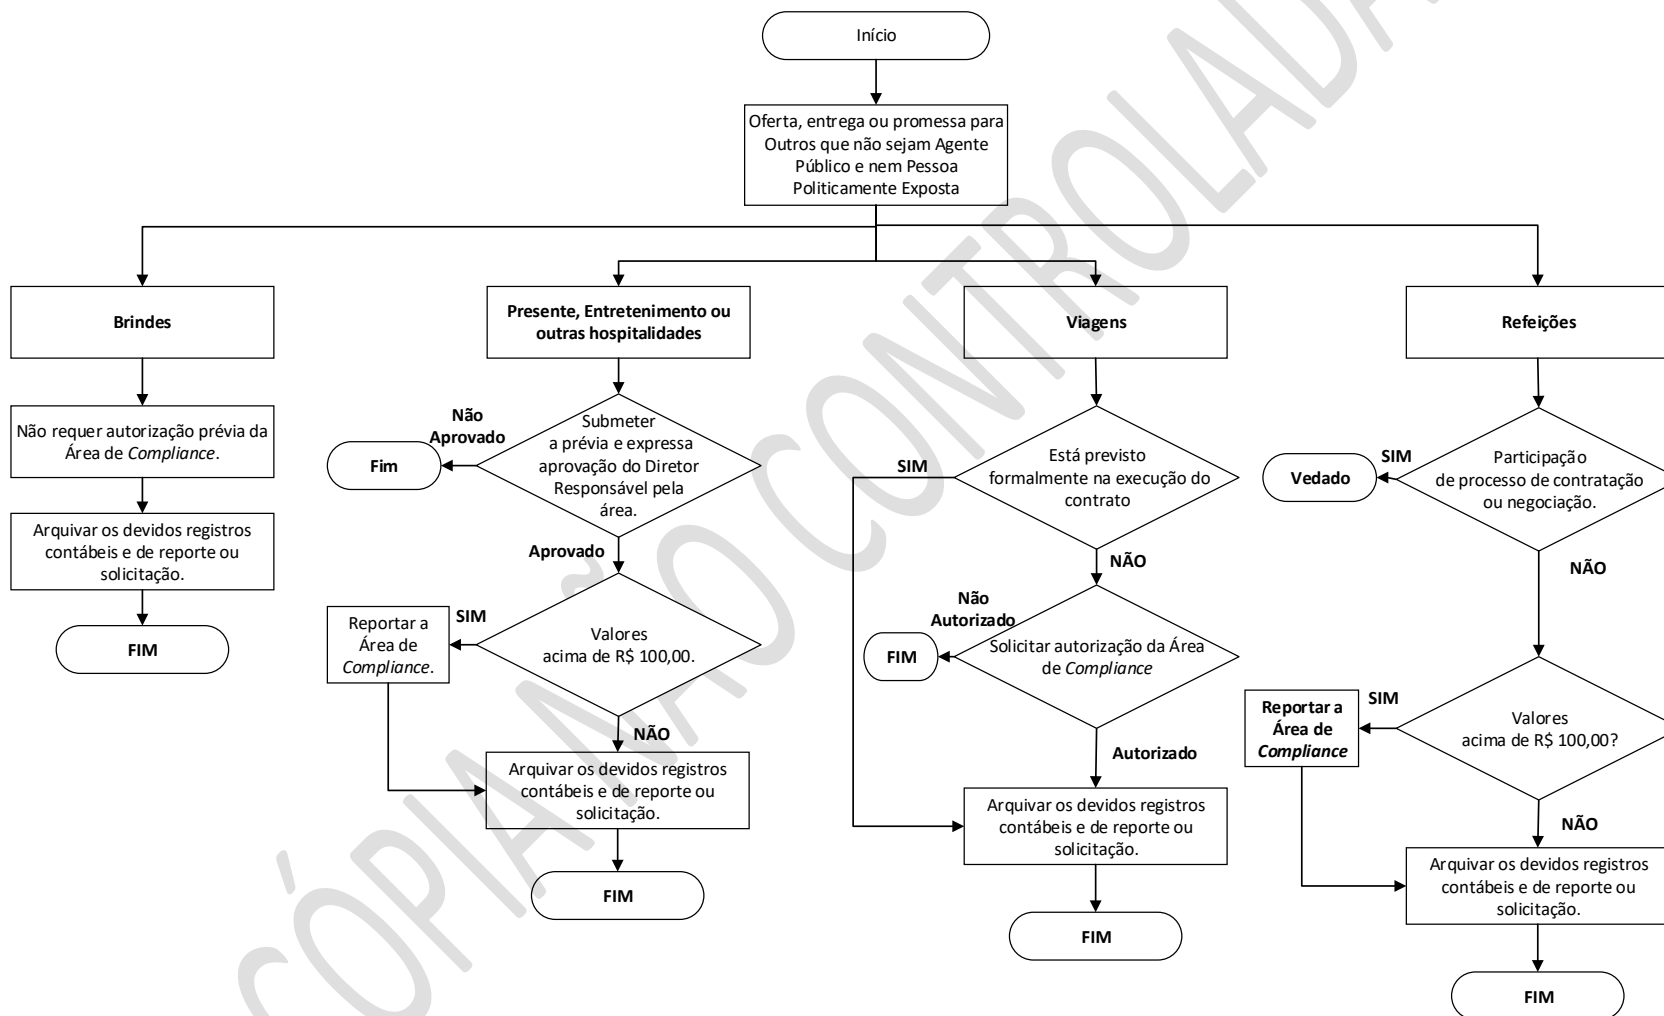 Início
Oferta, entrega ou promessa para
Outros que não sejam Agente
Público e nem Pessoa
Politicamente Exposta
Brindes
Não requer autorização prévia da
Área de Compliance.
Arquivar os devidos registros
contábeis e de reporte ou
solicitação.
FIM
Presente, Entretenimento ou
outras hospitalidades
Submeter
a prévia e expressa
aprovação do Diretor
Responsável pela
área.
Não
Aprovado
Fim
Aprovado
Valores
acima de R$ 100,00.
SIM
Reportar a
Área de
Compliance.
NÃO
Arquivar os devidos registros
contábeis e de reporte ou
solicitação.
FIM
Viagens
Está previsto
formalmente na execução do
contrato
SIM
NÃO
Solicitar autorização da Área
de Compliance
Não
Autorizado
FIM
Autorizado
Arquivar os devidos registros
contábeis e de reporte ou
solicitação.
FIM
Refeições
Participação
de processo de contratação
ou negociação.
SIM
Vedado
NÃO
Valores
acima de R$ 100,00?
SIM
Reportar a
Área de
Compliance
NÃO
Arquivar os devidos registros
contábeis e de reporte ou
solicitação.
FIM
CÓPIA NÃO CONTROLADA